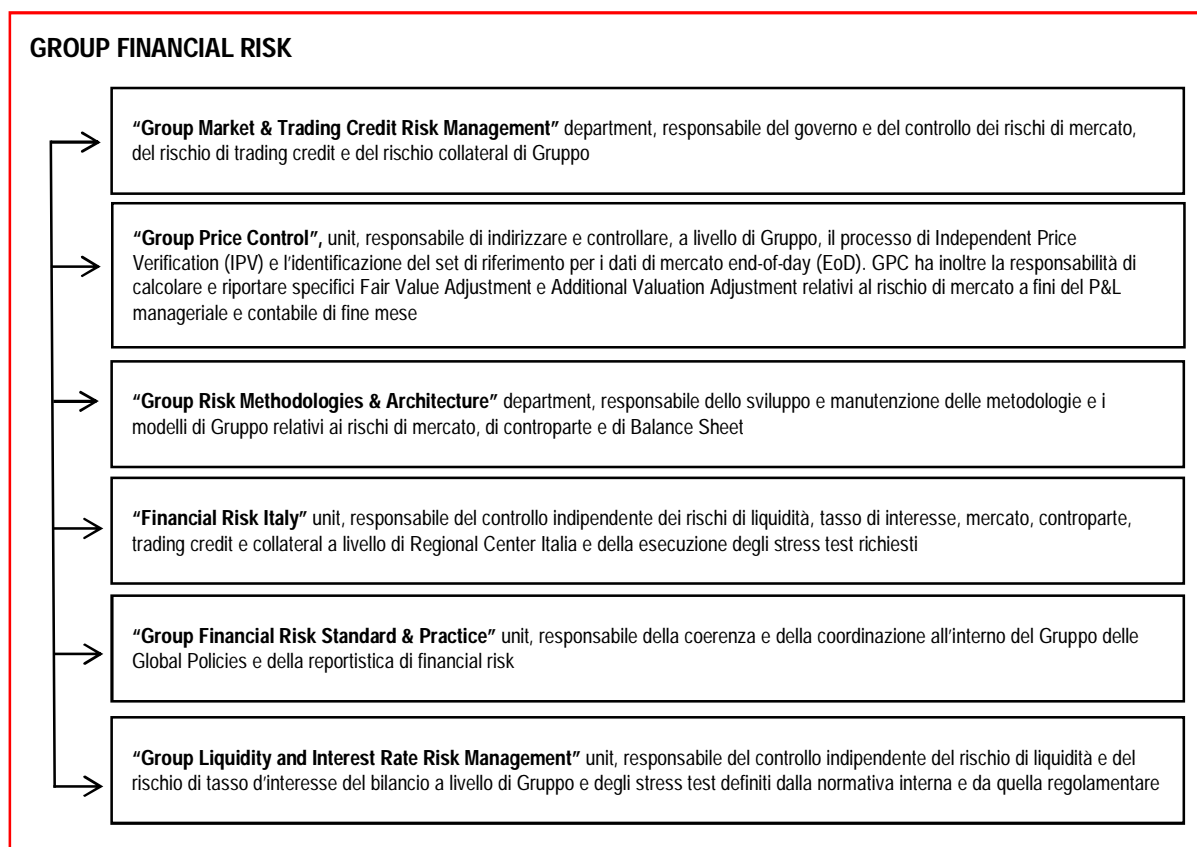 GROUP FINANCIAL RISK
“Group Market & Trading Credit Risk Management” department, responsabile del governo e del controllo dei rischi di mercato,
del rischio di trading credit e del rischio collateral di Gruppo
“Group Price Control”, unit, responsabile di indirizzare e controllare, a livello di Gruppo, il processo di Independent Price
Verification (IPV) e l’identificazione del set di riferimento per i dati di mercato end-of-day (EoD). GPC ha inoltre la responsabilità di
calcolare e riportare specifici Fair Value Adjustment e Additional Valuation Adjustment relativi al rischio di mercato a fini del P&L
manageriale e contabile di fine mese
“Group Risk Methodologies & Architecture” department, responsabile dello sviluppo e manutenzione delle metodologie e i
modelli di Gruppo relativi ai rischi di mercato, di controparte e di Balance Sheet
“Financial Risk Italy” unit, responsabile del controllo indipendente dei rischi di liquidità, tasso di interesse, mercato, controparte,
trading credit e collateral a livello di Regional Center Italia e della esecuzione degli stress test richiesti
“Group Financial Risk Standard & Practice” unit, responsabile della coerenza e della coordinazione all’interno del Gruppo delle
Global Policies e della reportistica di financial risk
“Group Liquidity and Interest Rate Risk Management” unit, responsabile del controllo indipendente del rischio di liquidità e del
rischio di tasso d’interesse del bilancio a livello di Gruppo e degli stress test definiti dalla normativa interna e da quella regolamentare